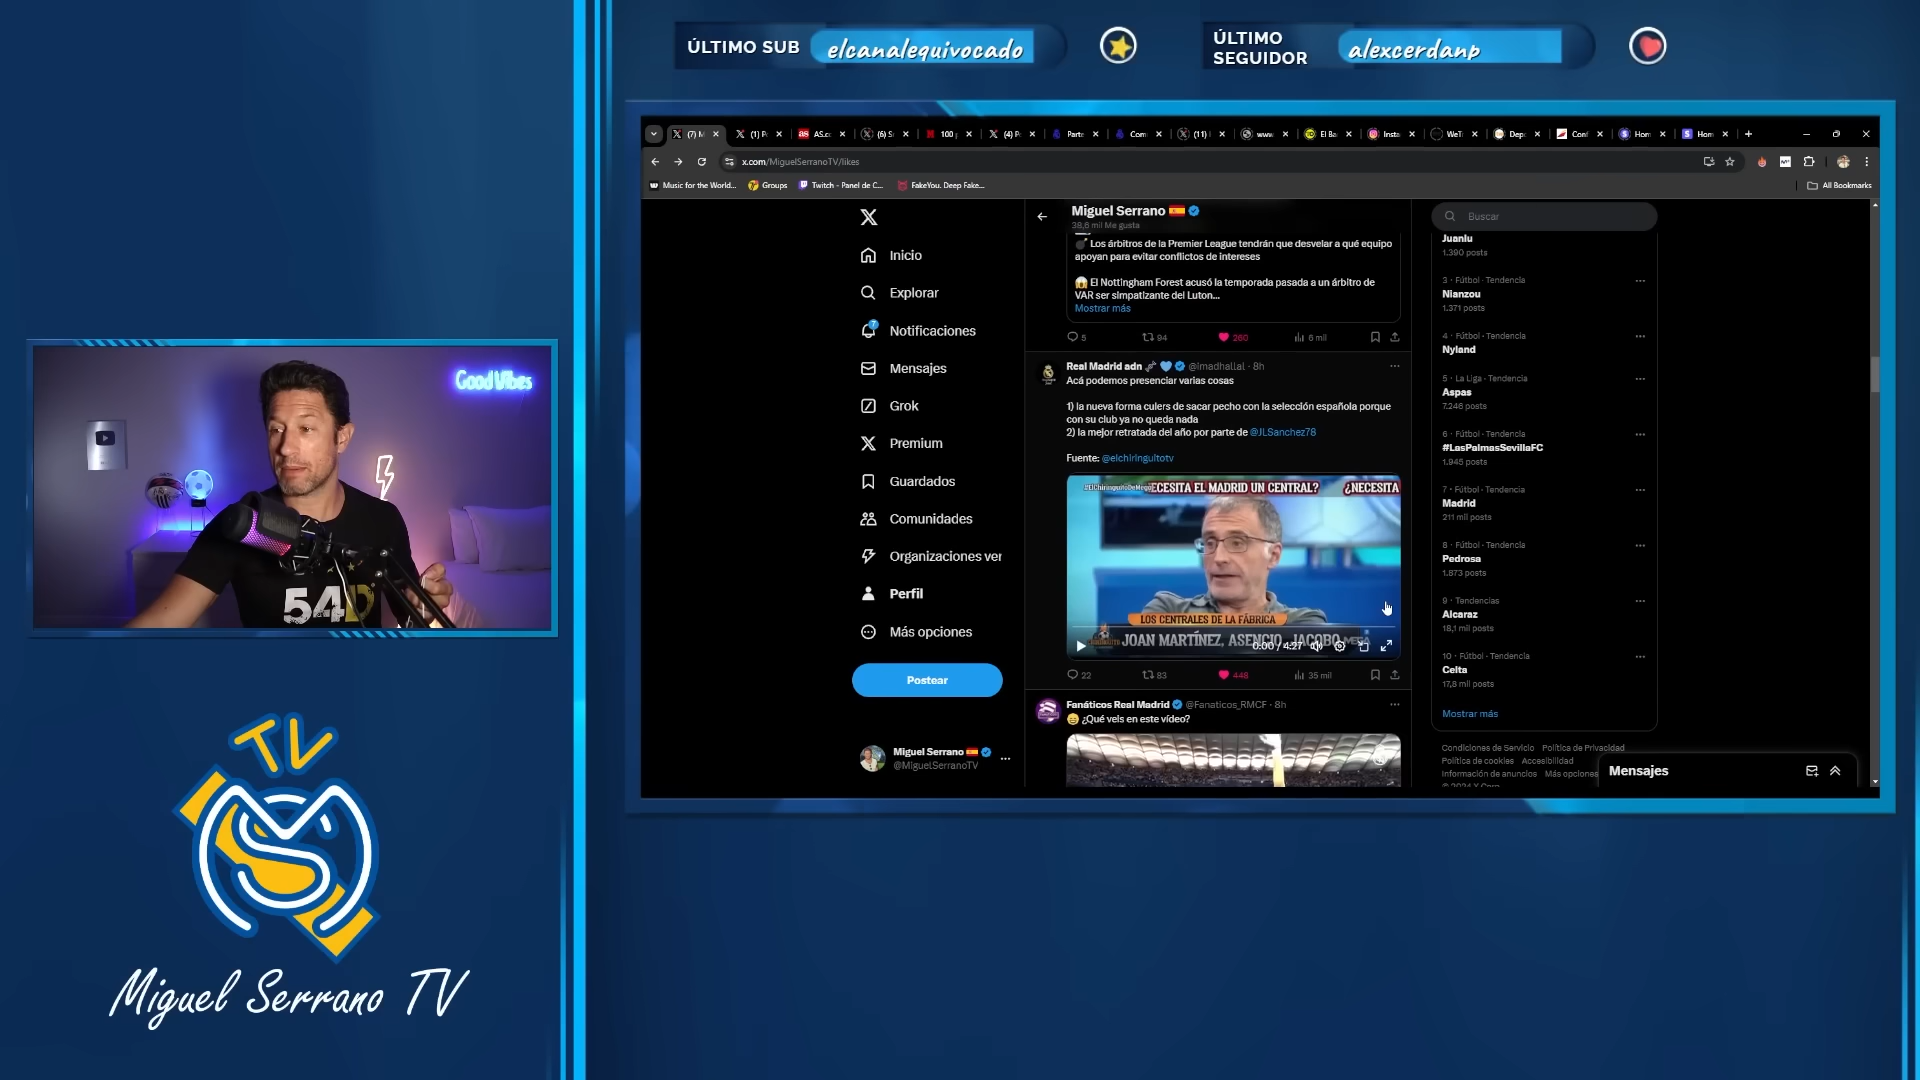 ÚLTIMO SUB
elcanalequivocado
ÚLTIMO
SEGUIDOR
alexcerdanp
x.com/MiguelSerranoTV/likes
Music for the World...
Groups
Twitch - Panel de C...
FakeYou. Deep Fake...
All Bookmarks
Inicio
Explorar
Notificaciones
Mensajes
Grok
Premium
Guardados
Comunidades
Organizaciones ver
Perfil
Más opciones
Postear
Miguel Serrano
@MiguelSerranoTV
Miguel Serrano
38,6 mil Me gusta
Los árbitros de la Premier League tendrán que desvelar a qué equipo
apoyan para evitar conflictos de intereses
El Nottingham Forest acusó la temporada pasada a un árbitro de
VAR ser simpatizante del Luton...
Mostrar más
5 94 260 6 mil
Real Madrid adn @imadhallal · 8h
Acá podemos presenciar varias cosas
1) la nueva forma culers de sacar pecho con la selección española porque
con su club ya no queda nada
2) la mejor retratada del año por parte de @JLSanchez78
Fuente: @elchiringuitotv
ECESITA EL MADRID UN CENTRAL? ¿NECESITA
LOS CENTRALES DE LA FÁBRICA
JOAN MARTÍNEZ, ASENCIO, JACOBO
0:00 / 4:27
22 83 448 35 mil
Fanáticos Real Madrid @Fanaticos_RMCF · 8h
¿Qué veis en este vídeo?
Buscar
Juanlu
1.390 posts
3 · Fútbol · Tendencia
Nianzou
1.371 posts
4 · Fútbol · Tendencia
Nyland
5 · La Liga · Tendencia
Aspas
7.246 posts
6 · Fútbol · Tendencia
#LasPalmasSevillaFC
1.945 posts
7 · Fútbol · Tendencia
Madrid
211 mil posts
8 · Fútbol · Tendencia
Pedrosa
1.873 posts
9 · Tendencias
Alcaraz
18,1 mil posts
10 · Fútbol · Tendencia
Celta
17,8 mil posts
Mostrar más
Condiciones de Servicio Política de Privacidad
Política de cookies Accesibilidad
Información de anuncios Más opciones
Mensajes
Good Vibes
TV
Miguel Serrano TV